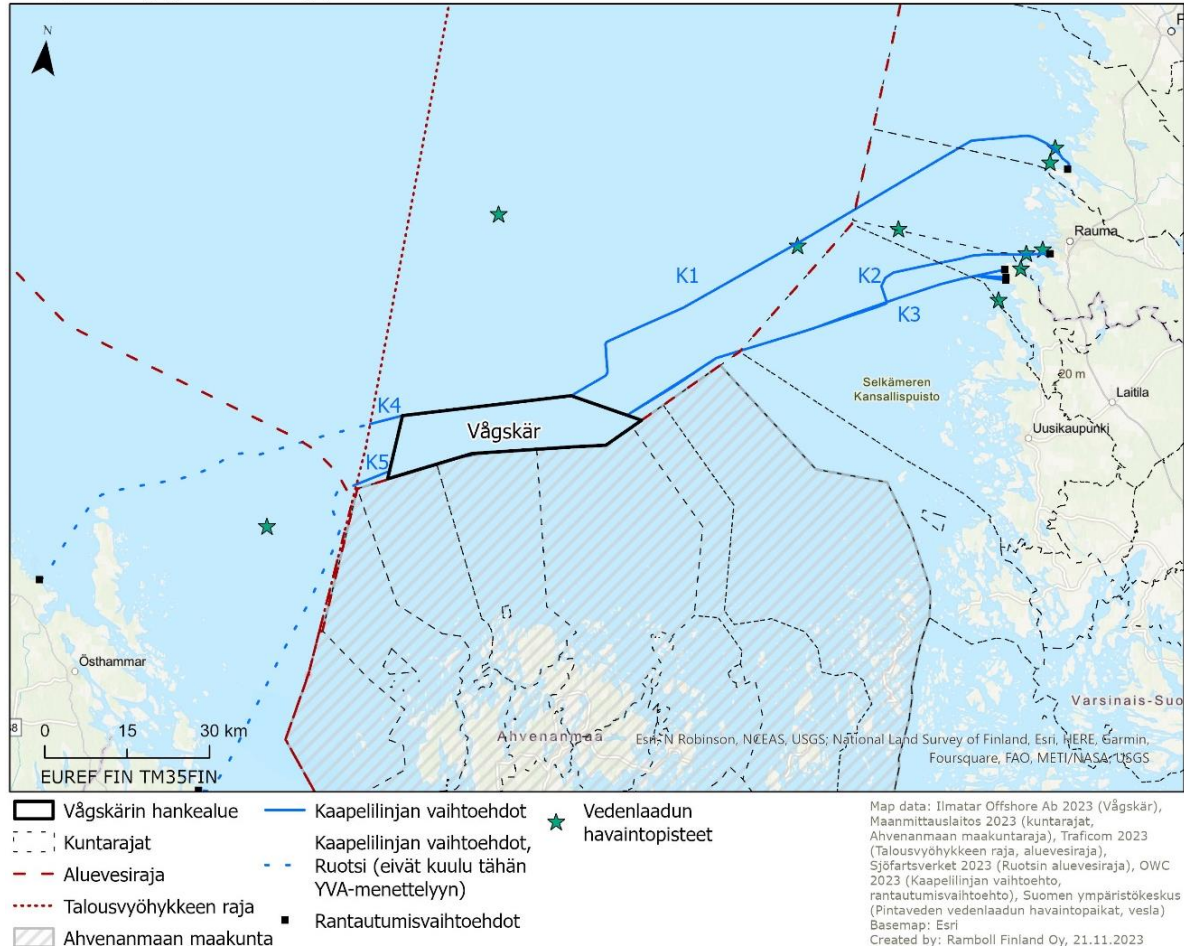 N
P
Rauma
K1
K2
K3
20 m
Selkämeren
Kansallispuisto
Laitila
Uusikaupunki
K4
Vågskär
K5
Östhammar
Varsinais-Suo
8
0 15 30 km
Ahvenanmaa
Esri, N Robinson, NCEAS, USGS; National Land Survey of Finland, Esri, HERE, Garmin,
Foursquare, FAO, METI/NASA, USGS
EUREF FIN TM35FIN
Vågskärin hankealue
Kuntarajat
Aluevesiraja
Talousvyöhykkeen raja
Ahvenanmaan maakunta
Kaapelilinjan vaihtoehdot
Kaapelilinjan vaihtoehdot,
Ruotsi (eivät kuulu tähän
YVA-menettelyyn)
Rantautumisvaihtoehdot
Vedenlaadun
havaintopisteet
Map data: Ilmatar Offshore Ab 2023 (Vågskär),
Maanmittauslaitos 2023 (kuntarajat,
Ahvenanmaan maakuntaraja), Traficom 2023
(Talousvyöhykkeen raja, aluevesiraja),
Sjöfartsverket 2023 (Ruotsin aluevesiraja), OWC
2023 (Kaapelilinjan vaihtoehto,
rantautumisvaihtoehto), Suomen ympäristökeskus
(Pintaveden vedenlaadun havaintopaikat, vesla)
Basemap: Esri
Created by: Ramboll Finland Oy, 21.11.2023